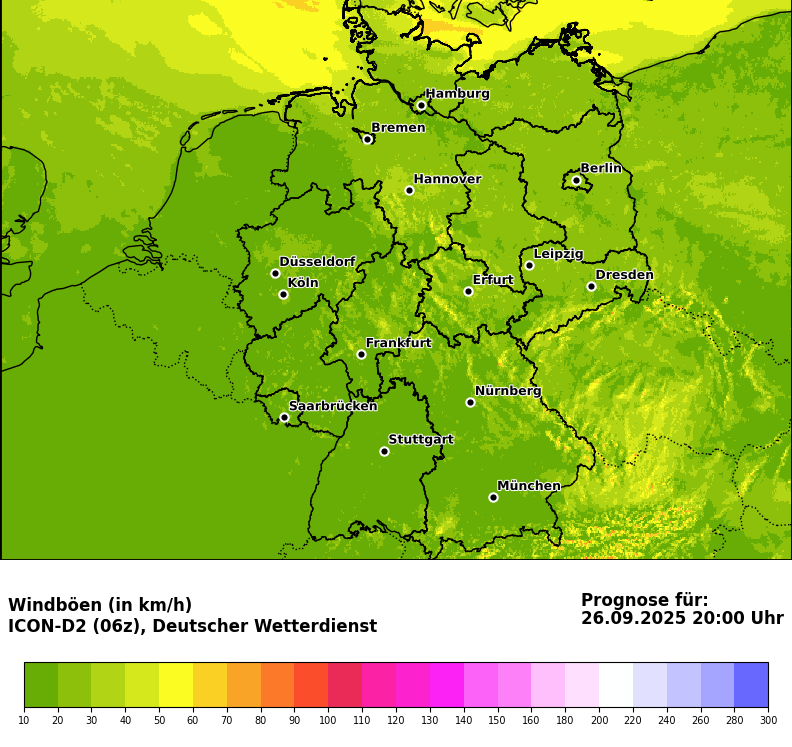 Hamburg
Bremen
Hannover
Berlin
Düsseldorf
Köln
Leipzig
Erfurt
Dresden
Frankfurt
Nürnberg
Saarbrücken
Stuttgart
München
Windböen (in km/h)
ICON-D2 (06z), Deutscher Wetterdienst
Prognose für:
26.09.2025 20:00 Uhr
10 20 30 40 50 60 70 80 90 100 110 120 130 140 150 160 180 200 220 240 260 280 300